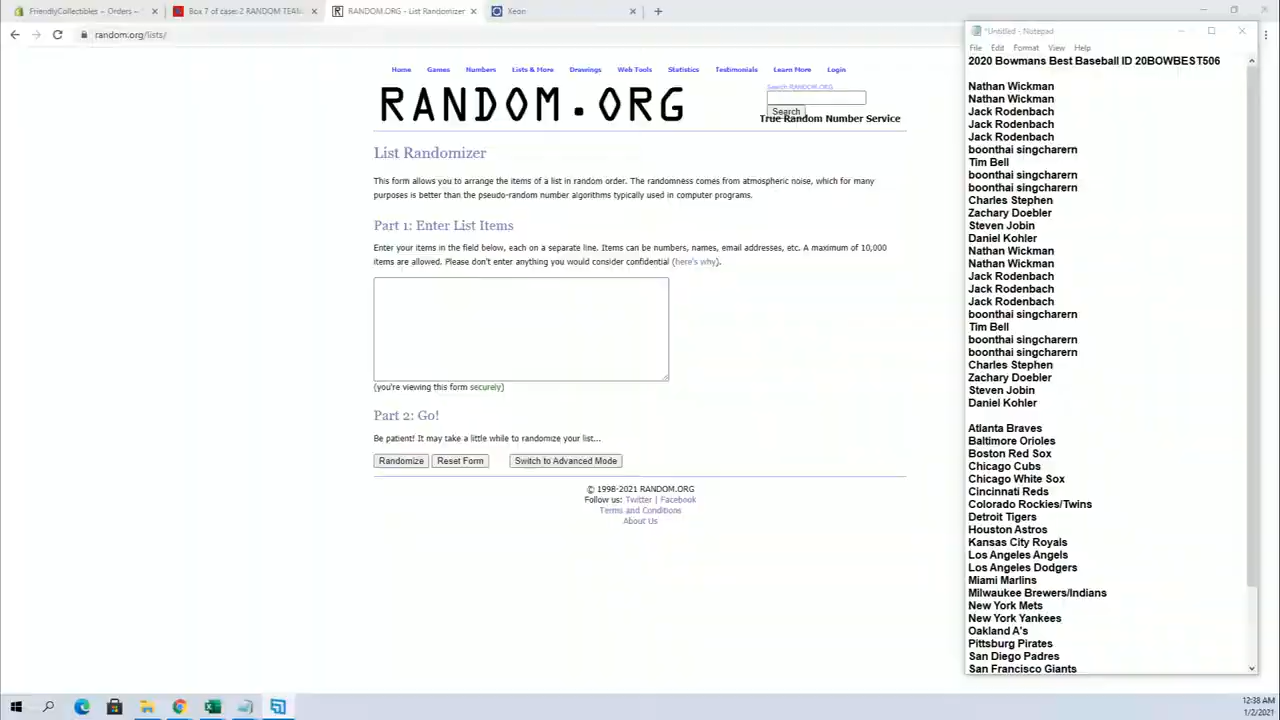 FriendlyCollectibles – Orders –
Box 7 of case: 2 RANDOM TEAM
RANDOM.ORG - List Randomizer
Xeon
random.org/lists/
Home Games Numbers Lists & More Drawings Web Tools Statistics Testimonials Learn More Login
RANDOM.ORG
Search RANDOM.ORG
Search
True Random Number Service
List Randomizer
This form allows you to arrange the items of a list in random order. The randomness comes from atmospheric noise, which for many
purposes is better than the pseudo-random number algorithms typically used in computer programs.
Part 1: Enter List Items
Enter your items in the field below, each on a separate line. Items can be numbers, names, email addresses, etc. A maximum of 10,000
items are allowed. Please don't enter anything you would consider confidential (here's why).
(you're viewing this form securely)
Part 2: Go!
Be patient! It may take a little while to randomize your list...
Randomize Reset Form Switch to Advanced Mode
© 1998-2021 RANDOM.ORG
Follow us: Twitter | Facebook
Terms and Conditions
About Us
*Untitled - Notepad
File Edit Format View Help
2020 Bowmans Best Baseball ID 20BOWBEST506
Nathan Wickman
Nathan Wickman
Jack Rodenbach
Jack Rodenbach
Jack Rodenbach
boonthai singcharern
Tim Bell
boonthai singcharern
boonthai singcharern
Charles Stephen
Zachary Doebler
Steven Jobin
Daniel Kohler
Nathan Wickman
Nathan Wickman
Jack Rodenbach
Jack Rodenbach
Jack Rodenbach
boonthai singcharern
Tim Bell
boonthai singcharern
boonthai singcharern
Charles Stephen
Zachary Doebler
Steven Jobin
Daniel Kohler
Atlanta Braves
Baltimore Orioles
Boston Red Sox
Chicago Cubs
Chicago White Sox
Cincinnati Reds
Colorado Rockies/Twins
Detroit Tigers
Houston Astros
Kansas City Royals
Los Angeles Angels
Los Angeles Dodgers
Miami Marlins
Milwaukee Brewers/Indians
New York Mets
New York Yankees
Oakland A's
Pittsburg Pirates
San Diego Padres
San Francisco Giants
12:38 AM
1/2/2021